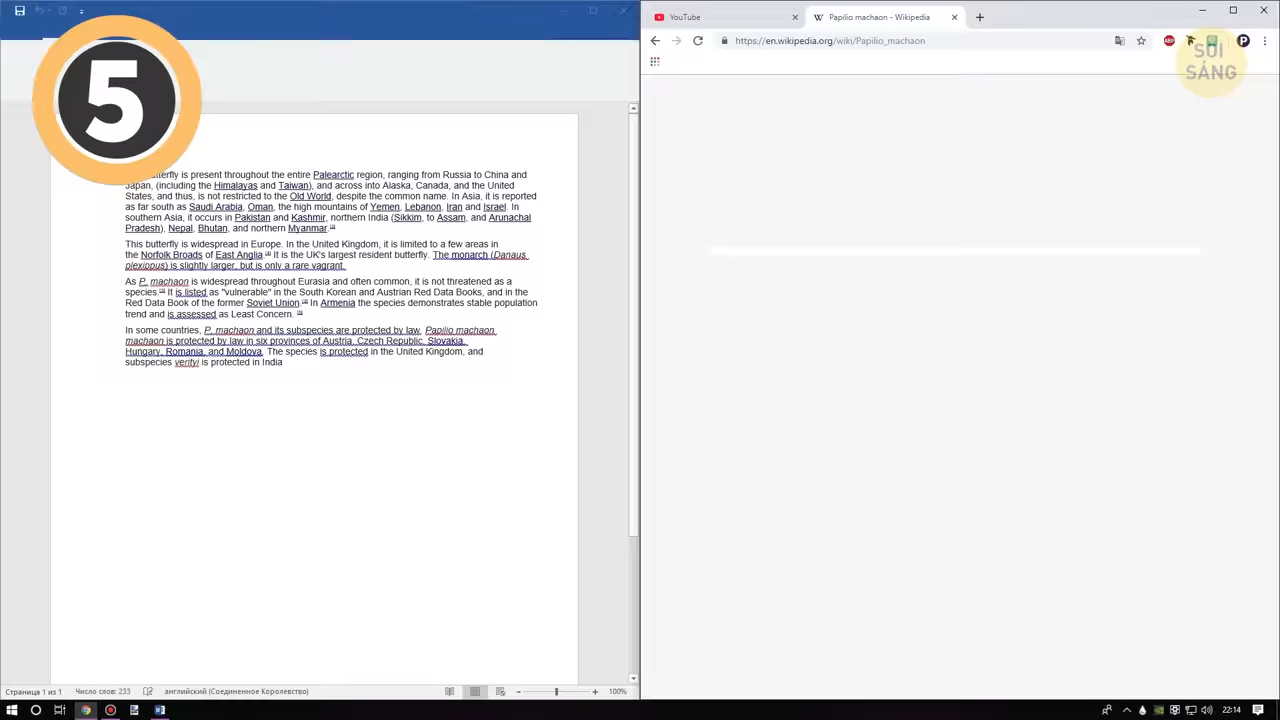 5
YouTube
Papilio machaon - Wikipedia
https://en.wikipedia.org/wiki/Papilio_machaon
ABP
P
SÙI
SÁNG
butterfly is present throughout the entire Palearctic region, ranging from Russia to China and
Japan, (including the Himalayas and Taiwan), and across into Alaska, Canada, and the United
States, and thus, is not restricted to the Old World, despite the common name. In Asia, it is reported
as far south as Saudi Arabia, Oman, the high mountains of Yemen, Lebanon, Iran and Israel. In
southern Asia, it occurs in Pakistan and Kashmir, northern India (Sikkim, to Assam, and Arunachal
Pradesh), Nepal, Bhutan, and northern Myanmar.
This butterfly is widespread in Europe. In the United Kingdom, it is limited to a few areas in
the Norfolk Broads of East Anglia. It is the UK's largest resident butterfly. The monarch (Danaus
plexippus) is slightly larger, but is only a rare vagrant.
As P. machaon is widespread throughout Eurasia and often common, it is not threatened as a
species. It is listed as "vulnerable" in the South Korean and Austrian Red Data Books, and in the
Red Data Book of the former Soviet Union. In Armenia the species demonstrates stable population
trend and is assessed as Least Concern.
In some countries, P. machaon and its subspecies are protected by law. Papilio machaon
machaon is protected by law in six provinces of Austria, Czech Republic, Slovakia,
Hungary, Romania, and Moldova. The species is protected in the United Kingdom, and
subspecies verityi is protected in India
Страница 1 из 1 Число слов: 233 английский (Соединенное Королевство) 100%
22:14